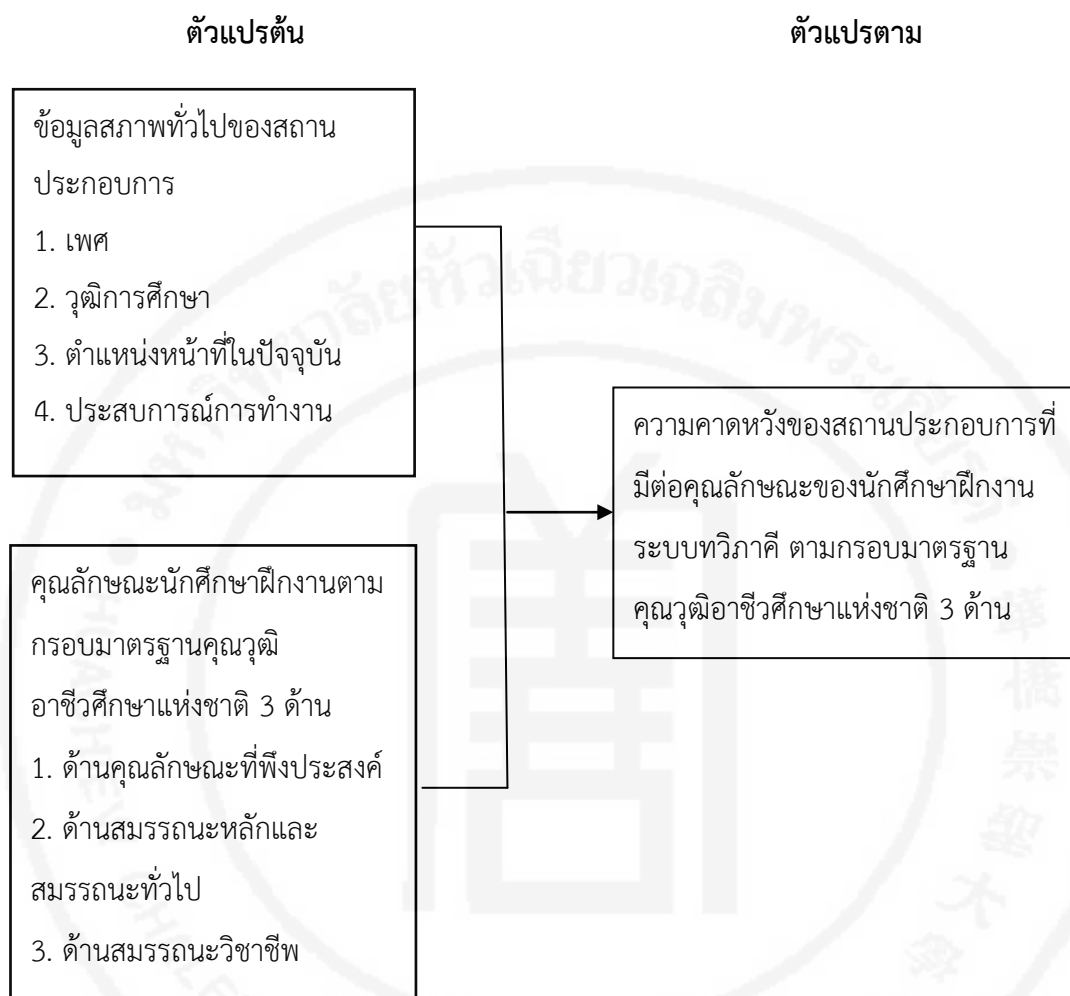 ตัวแปรต้น
ตัวแปรตาม
ข้อมูลสภาพทั่วไปของสถาน
ประกอบการ
1. เพศ
2. วุฒิการศึกษา
3. ตำแหน่งหน้าที่ในปัจจุบัน
4. ประสบการณ์การทำงาน
ความคาดหวังของสถานประกอบการที่
มีต่อคุณลักษณะของนักศึกษาฝึกงาน
ระบบทวิภาคี ตามกรอบมาตรฐาน
คุณวุฒิอาชีวศึกษาแห่งชาติ 3 ด้าน
คุณลักษณะนักศึกษาฝึกงานตาม
กรอบมาตรฐานคุณวุฒิ
อาชีวศึกษาแห่งชาติ 3 ด้าน
1. ด้านคุณลักษณะที่พึงประสงค์
2. ด้านสมรรถนะหลักและ
สมรรถนะทั่วไป
3. ด้านสมรรถนะวิชาชีพ